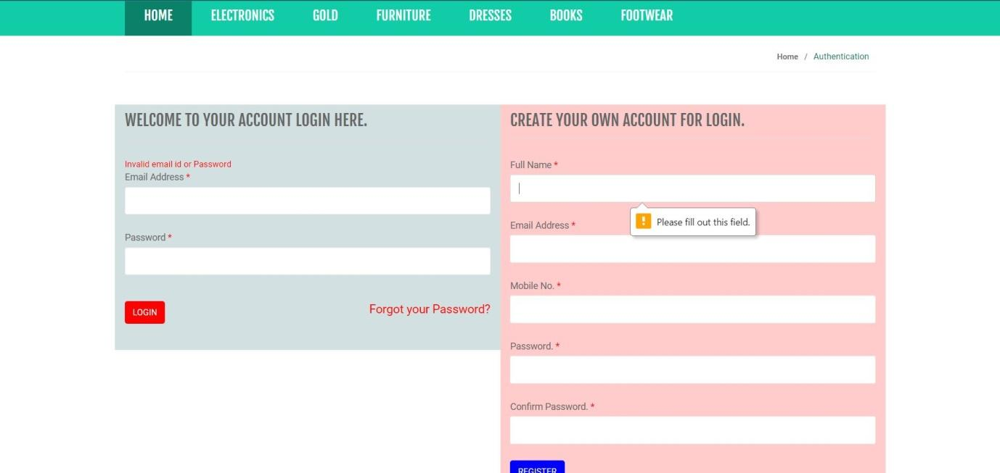 HOME ELECTRONICS GOLD FURNITURE DRESSES BOOKS FOOTWEAR
Home / Authentication
WELCOME TO YOUR ACCOUNT LOGIN HERE.
Invalid email id or Password
Email Address *
Password *
LOGIN Forgot your Password?
CREATE YOUR OWN ACCOUNT FOR LOGIN.
Full Name *
Please fill out this field.
Email Address *
Mobile No. *
Password. *
Confirm Password. *
REGISTER